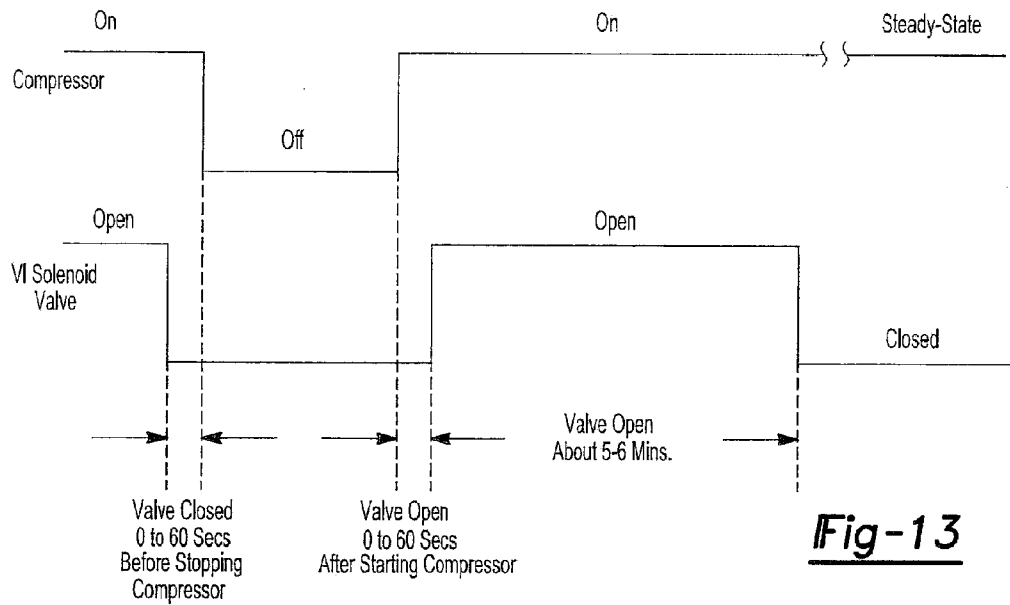 On
On
Steady-State
Compressor
Off
Open
Open
VI Solenoid
Valve
Closed
Valve Open
About 5-6 Mins.
Valve Closed
0 to 60 Secs
Before Stopping
Compressor
Valve Open
0 to 60 Secs
After Starting Compressor
Fig-13